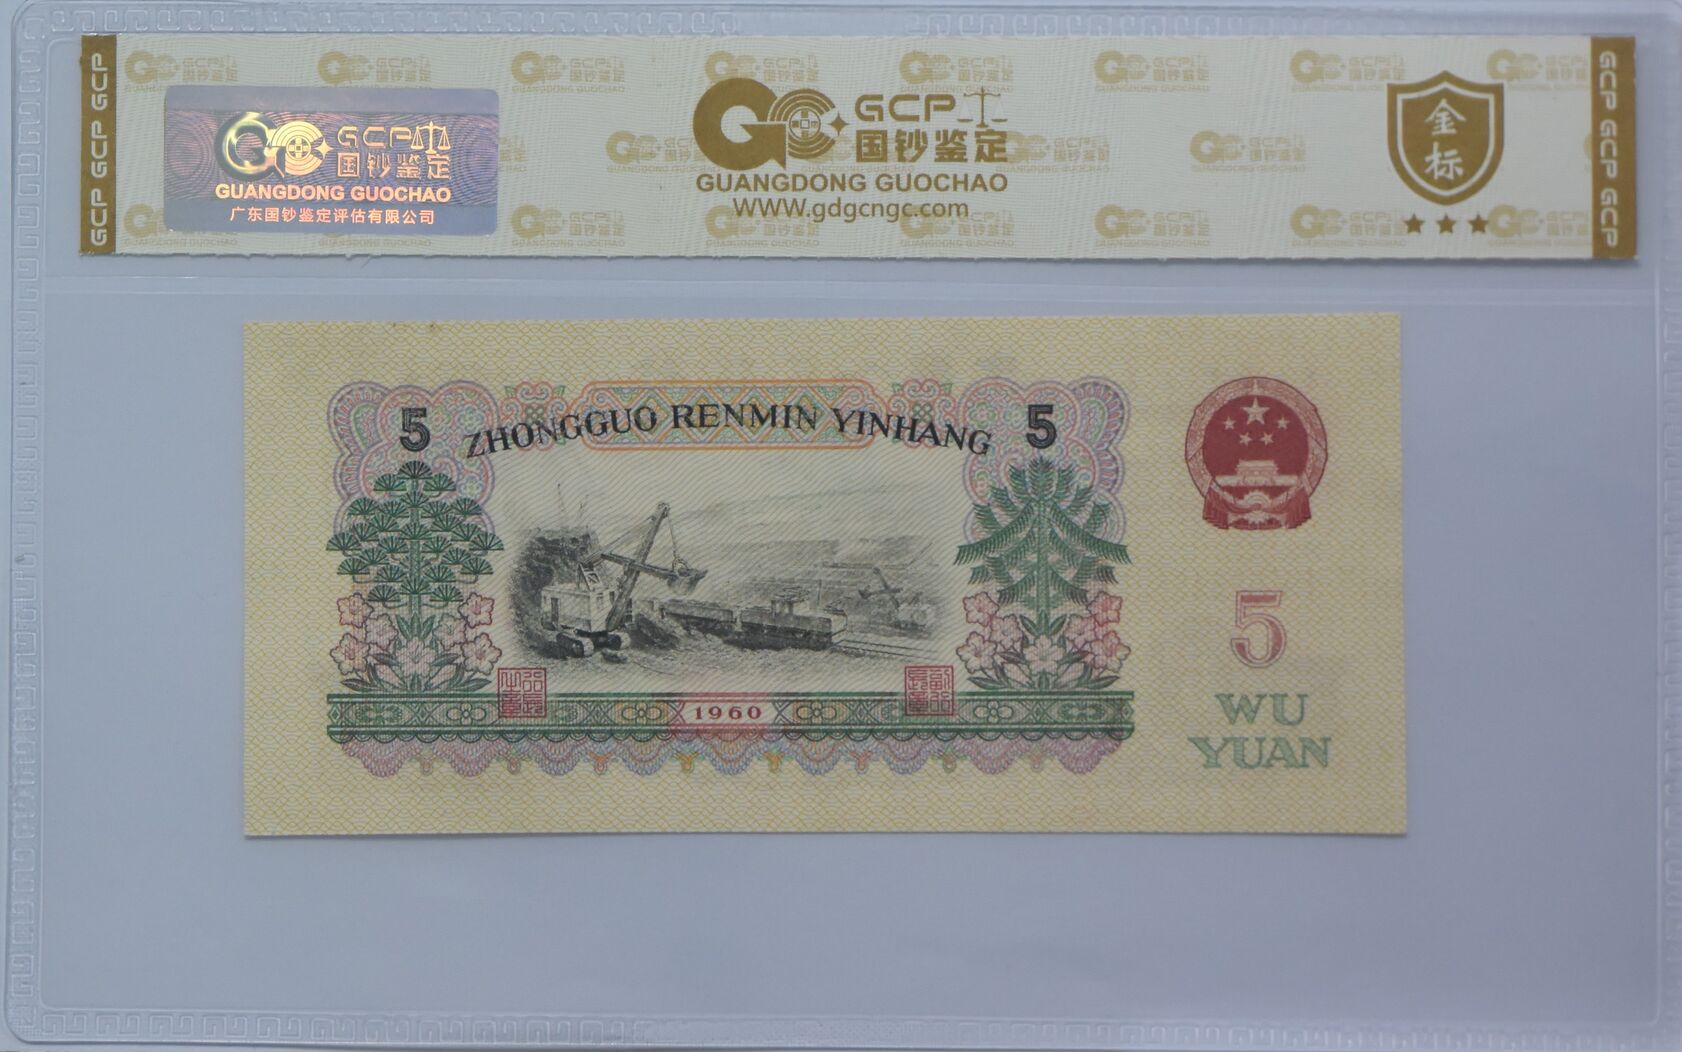 GCP GCP GCP
GCP
国钞鉴定
GUANGDONG GUOCHAO
广东国钞鉴定评估有限公司
GCP
国钞鉴定
GUANGDONG GUOCHAO
WWW.gdgcngc.com
金
标
GCP GCP GCP
5
ZHONGGUO RENMIN YINHANG
5
1960
5
WU
YUAN